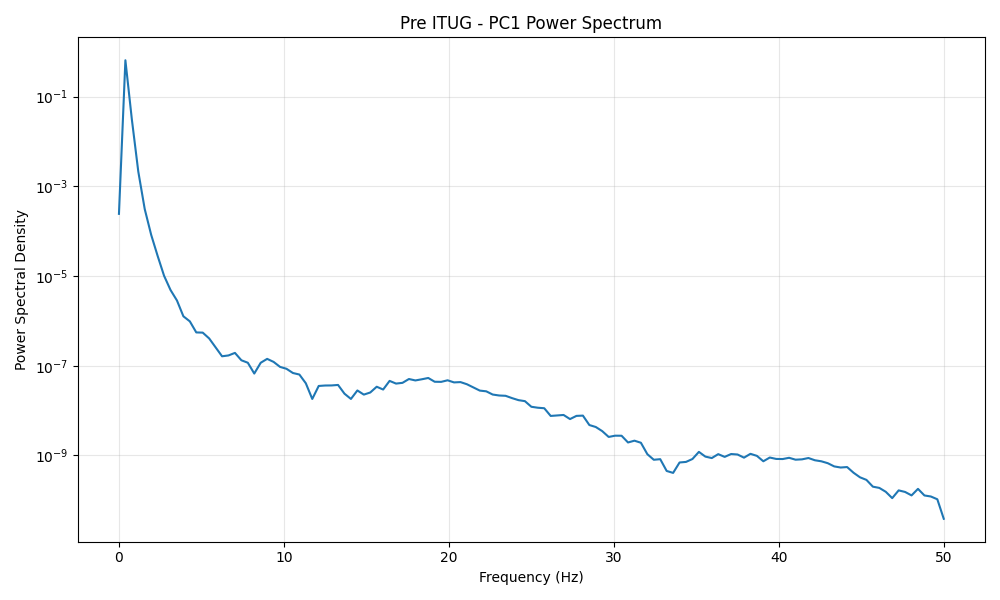 Pre ITUG - PC1 Power Spectrum
Power Spectral Density
10⁻¹
10⁻³
10⁻⁵
10⁻⁷
10⁻⁹
0 10 20 30 40 50
Frequency (Hz)